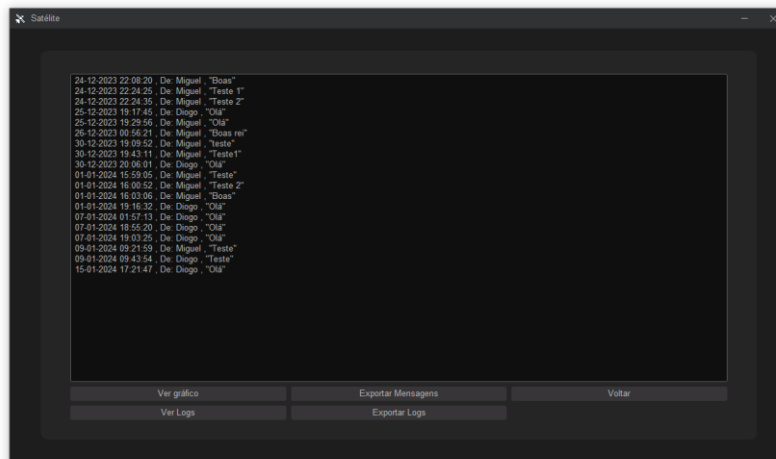 Satélite
24-12-2023 22:08:20 , De: Miguel , "Boas"
24-12-2023 22:24:25 , De: Miguel , "Teste 1"
24-12-2023 22:24:35 , De: Miguel , "Teste 2"
25-12-2023 19:17:45 , De: Diogo , "Olá"
25-12-2023 19:29:56 , De: Miguel , "Olá"
26-12-2023 00:56:21 , De: Miguel , "Boas rei"
30-12-2023 19:09:52 , De: Miguel , "teste"
30-12-2023 19:43:11 , De: Miguel , "Teste1"
30-12-2023 20:06:01 , De: Diogo , "Olá"
01-01-2024 15:59:05 , De: Miguel , "Teste"
01-01-2024 16:00:52 , De: Miguel , "Teste 2"
01-01-2024 16:03:06 , De: Miguel , "Boas"
01-01-2024 19:16:32 , De: Diogo , "Olá"
07-01-2024 01:57:13 , De: Diogo , "Olá"
07-01-2024 18:55:20 , De: Diogo , "Olá"
07-01-2024 19:03:25 , De: Diogo , "Olá"
09-01-2024 09:21:59 , De: Miguel , "Teste"
09-01-2024 09:43:54 , De: Diogo , "Teste"
15-01-2024 17:21:47 , De: Diogo , "Olá"
Ver gráfico
Exportar Mensagens
Voltar
Ver Logs
Exportar Logs